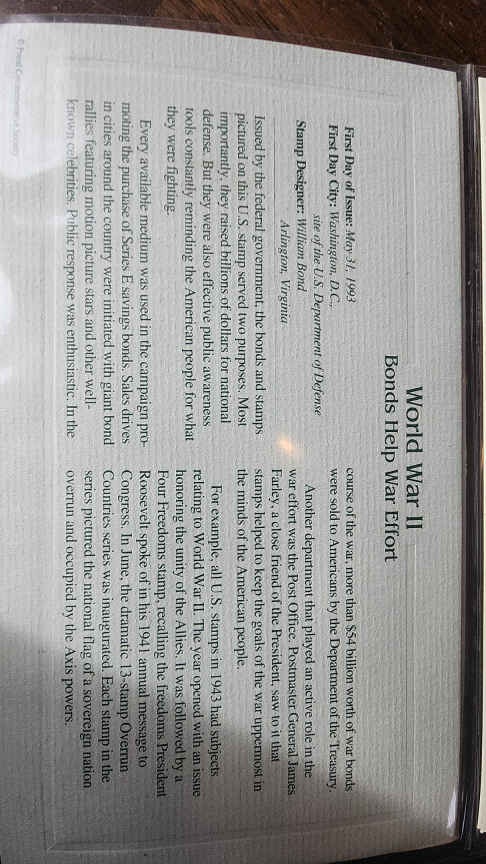 World War II
Bonds Help War Effort
First Day of Issue: May 31, 1993
First Day City: Washington, D.C.,
site of the U.S. Department of Defense
Stamp Designer: William Bond
Arlington, Virginia
Issued by the federal government, the bonds and stamps
pictured on this U.S. stamp served two purposes. Most
importantly, they raised billions of dollars for national
defense. But they were also effective public awareness
tools constantly reminding the American people for what
they were fighting.
Every available medium was used in the campaign pro-
moting the purchase of Series E savings bonds. Sales drives
in cities around the country were initiated with giant bond
rallies featuring motion picture stars and other well-
known celebrities. Public response was enthusiastic. In the
course of the war, more than $54 billion worth of war bonds
were sold to Americans by the Department of the Treasury.
Another department that played an active role in the
war effort was the Post Office. Postmaster General James
Farley, a close friend of the President, saw to it that
stamps helped to keep the goals of the war uppermost in
the minds of the American people.
For example, all U.S. stamps in 1943 had subjects
relating to World War II. The year opened with an issue
honoring the unity of the Allies. It was followed by a
Four Freedoms stamp, recalling the freedoms President
Roosevelt spoke of in his 1941 annual message to
Congress. In June, the dramatic 13-stamp Overrun
Countries series was inaugurated. Each stamp in the
series pictured the national flag of a sovereign nation
overrun and occupied by the Axis powers.
© Postal Commemorative Society